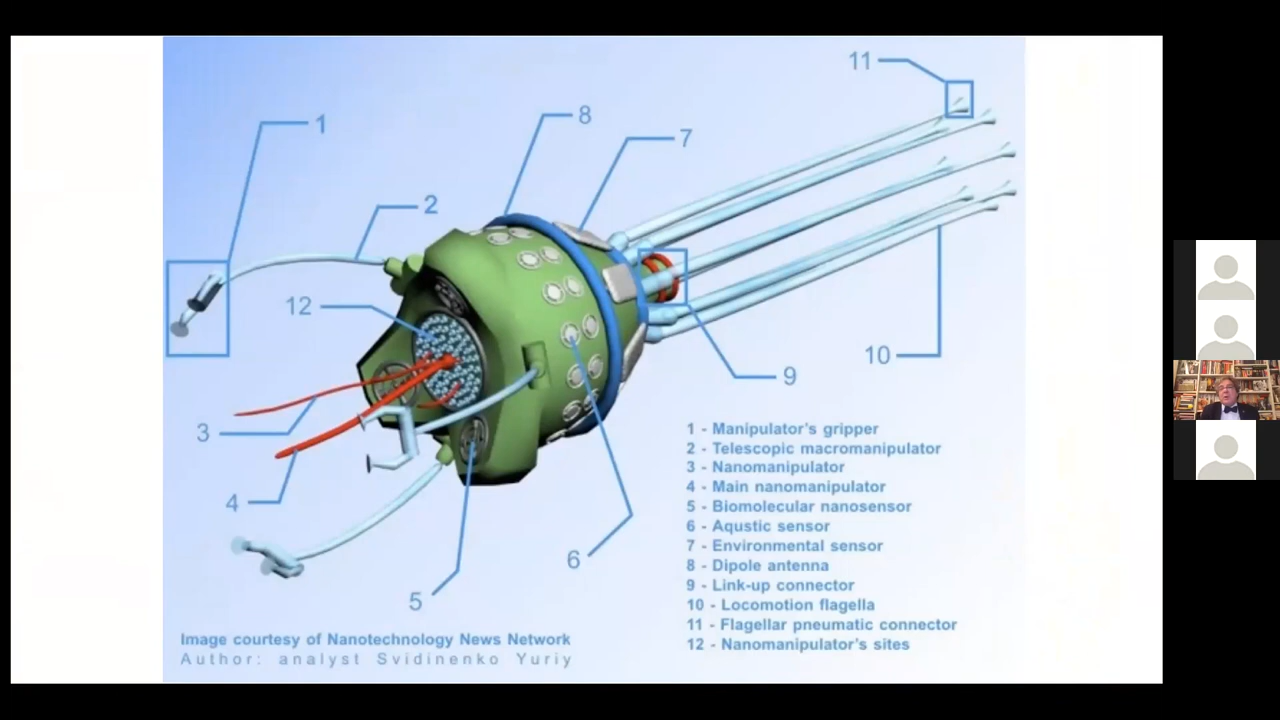 11
1
8
7
2
12
3
4
5
6
9
10
1 - Manipulator's gripper
2 - Telescopic macromanipulator
3 - Nanomanipulator
4 - Main nanomanipulator
5 - Biomolecular nanosensor
6 - Aqustic sensor
7 - Environmental sensor
8 - Dipole antenna
9 - Link-up connector
10 - Locomotion flagella
11 - Flagellar pneumatic connector
12 - Nanomanipulator's sites
Image courtesy of Nanotechnology News Network
Author: analyst Svidinenko Yuriy